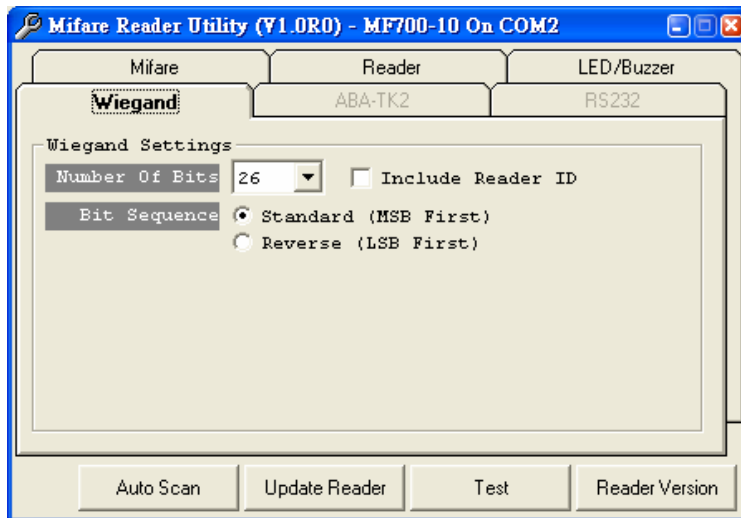 Mifare Reader Utility (V1.0R0) - MF700-10 On COM2
Mifare Reader LED/Buzzer
Wiegand ABA-TK2 RS232
Wiegand Settings
Number Of Bits 26 Include Reader ID
Bit Sequence Standard (MSB First)
Reverse (LSB First)
Auto Scan Update Reader Test Reader Version